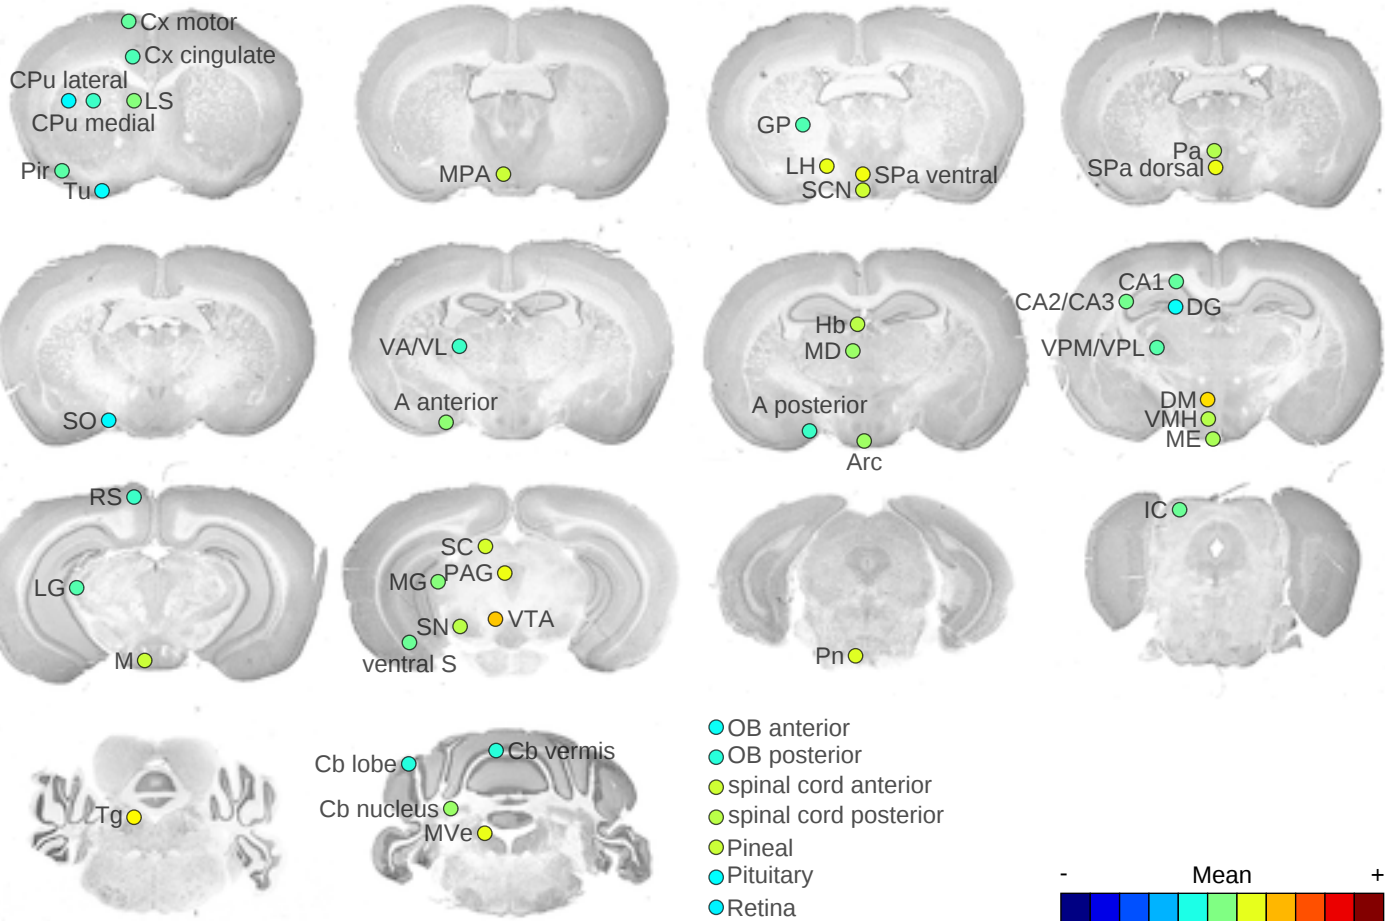 Cx motor
Cx cingulate
CPu lateral
LS
CPu medial
Pir
Tu
MPA
GP
LH
SPa ventral
SCN
Pa
SPa dorsal
SO
VA/VL
A anterior
Hb
MD
A posterior
Arc
CA1
CA2/CA3
DG
VPM/VPL
DM
VMH
ME
RS
LG
M
SC
PAG
MG
VTA
SN
ventral S
Pn
IC
Tg
Cb vermis
Cb lobe
Cb nucleus
MVe
OB anterior
OB posterior
spinal cord anterior
spinal cord posterior
Pineal
Pituitary
Retina
- Mean +